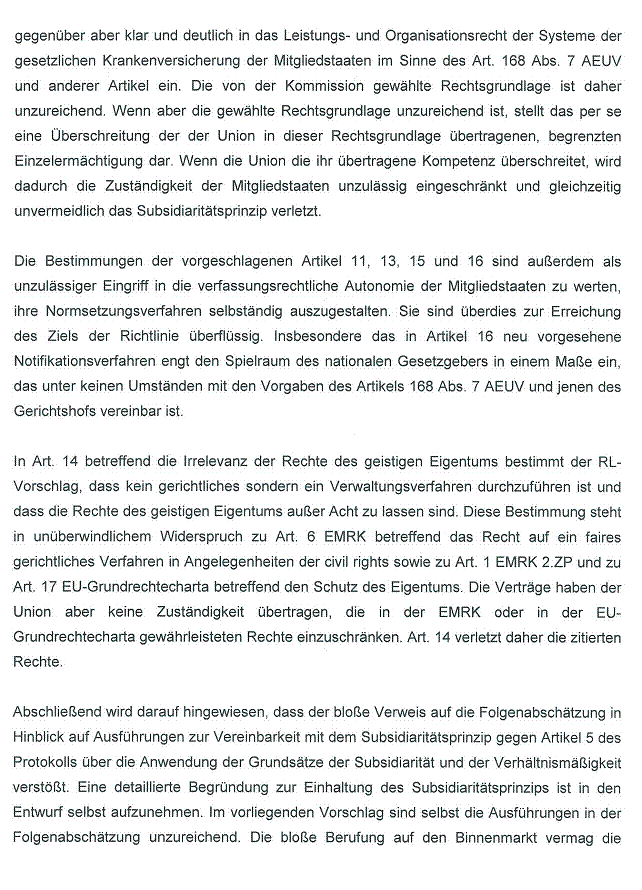 gegenüber aber klar und deutlich in das Leistungs- und Organisationsrecht der Systeme der
gesetzlichen Krankenversicherung der Mitgliedstaaten im Sinne des Art. 168 Abs. 7 AEUV
und anderer Artikel ein. Die von der Kommission gewählte Rechtsgrundlage ist daher
unzureichend. Wenn aber die gewählte Rechtsgrundlage unzureichend ist, stellt das per se
eine Überschreitung der der Union in dieser Rechtsgrundlage übertragenen, begrenzten
Einzelermächtigung dar. Wenn die Union die ihr übertragene Kompetenz überschreitet, wird
dadurch die Zuständigkeit der Mitgliedstaaten unzulässig eingeschränkt und gleichzeitig
unvermeidlich das Subsidiaritätsprinzip verletzt.
Die Bestimmungen der vorgeschlagenen Artikel 11, 13, 15 und 16 sind außerdem als
unzulässiger Eingriff in die verfassungsrechtliche Autonomie der Mitgliedstaaten zu werten,
ihre Normsetzungsverfahren selbständig auszugestalten. Sie sind überdies zur Erreichung
des Ziels der Richtlinie überflüssig. Insbesondere das in Artikel 16 neu vorgesehene
Notifikationsverfahren engt den Spielraum des nationalen Gesetzgebers in einem Maße ein,
das unter keinen Umständen mit den Vorgaben des Artikels 168 Abs. 7 AEUV und jenen des
Gerichtshofs vereinbar ist.
In Art. 14 betreffend die Irrelevanz der Rechte des geistigen Eigentums bestimmt der RL-
Vorschlag, dass kein gerichtliches sondern ein Verwaltungsverfahren durchzuführen ist und
dass die Rechte des geistigen Eigentums außer Acht zu lassen sind. Diese Bestimmung steht
in unüberwindlichem Widerspruch zu Art. 6 EMRK betreffend das Recht auf ein faires
gerichtliches Verfahren in Angelegenheiten der civil rights sowie zu Art. 1 EMRK 2.ZP und zu
Art. 17 EU-Grundrechtecharta betreffend den Schutz des Eigentums. Die Verträge haben der
Union aber keine Zuständigkeit übertragen, die in der EMRK oder in der EU-
Grundrechtecharta gewährleisteten Rechte einzuschränken. Art. 14 verletzt daher die zitierten
Rechte.
Abschließend wird darauf hingewiesen, dass der bloße Verweis auf die Folgenabschätzung in
Hinblick auf Ausführungen zur Vereinbarkeit mit dem Subsidiaritätsprinzip gegen Artikel 5 des
Protokolls über die Anwendung der Grundsätze der Subsidiarität und der Verhältnismäßigkeit
verstößt. Eine detaillierte Begründung zur Einhaltung des Subsidiaritätsprinzips ist in den
Entwurf selbst aufzunehmen. Im vorliegenden Vorschlag sind selbst die Ausführungen in der
Folgenabschätzung unzureichend. Die bloße Berufung auf den Binnenmarkt vermag die